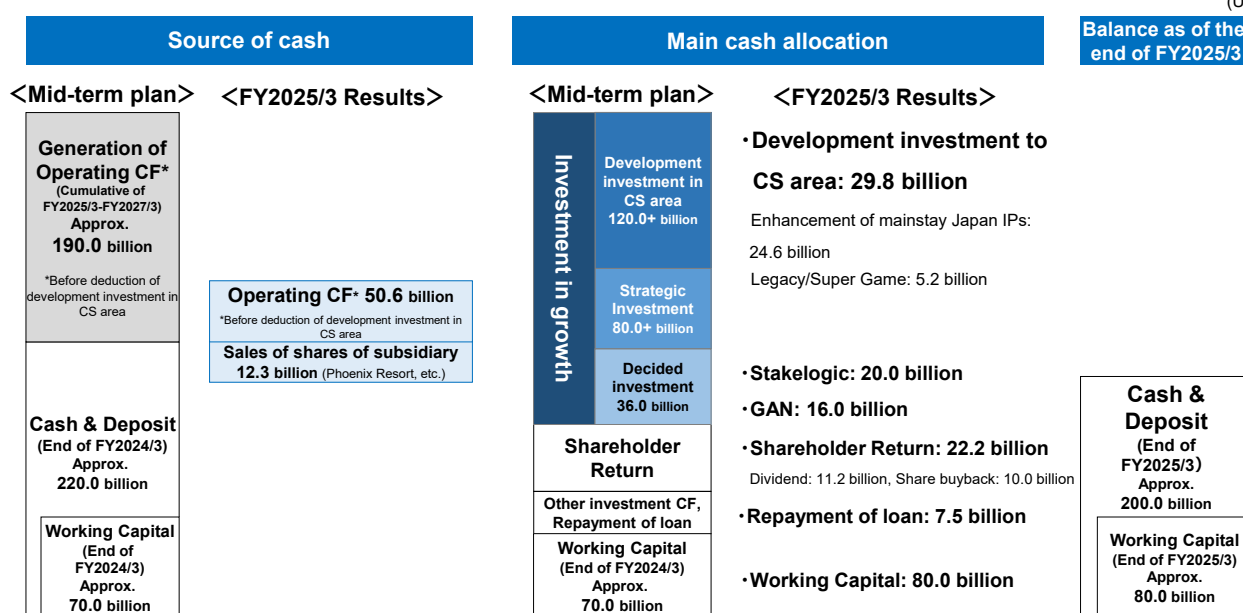 (U
Source of cash
Main cash allocation
Balance as of the
end of FY2025/3
<Mid-term plan>
<FY2025/3 Results>
Generation of
Operating CF*
(Cumulative of
FY2025/3-FY2027/3)
Approx.
190.0 billion
*Before deduction of
development investment in
CS area
Operating CF* 50.6 billion
*Before deduction of development investment in
CS area
Sales of shares of subsidiary
12.3 billion (Phoenix Resort, etc.)
Cash & Deposit
(End of FY2024/3)
Approx.
220.0 billion
Working Capital
(End of
FY2024/3)
Approx.
70.0 billion
<Mid-term plan>
<FY2025/3 Results>
Investment in growth
Development
investment in
CS area
120.0+ billion
Strategic
Investment
80.0+ billion
Decided
investment
36.0 billion
Shareholder
Return
Other investment CF,
Repayment of loan
Working Capital
(End of FY2024/3)
Approx.
70.0 billion
・Development investment to
CS area: 29.8 billion
Enhancement of mainstay Japan IPs:
24.6 billion
Legacy/Super Game: 5.2 billion
・Stakelogic: 20.0 billion
・GAN: 16.0 billion
・Shareholder Return: 22.2 billion
Dividend: 11.2 billion, Share buyback: 10.0 billion
・Repayment of loan: 7.5 billion
・Working Capital: 80.0 billion
Cash &
Deposit
(End of
FY2025/3)
Approx.
200.0 billion
Working Capital
(End of FY2025/3)
Approx.
80.0 billion